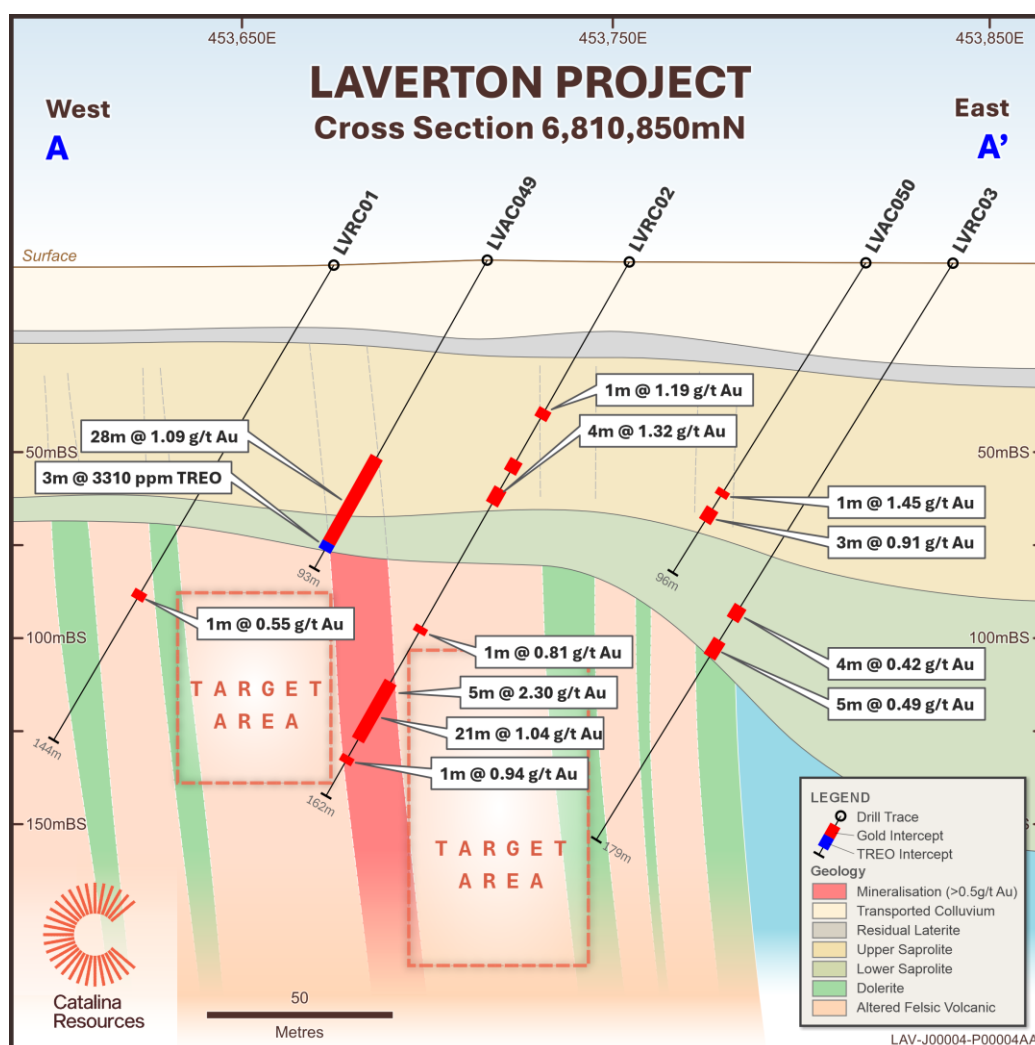 453,650E
453,750E
453,850E
LAVERTON PROJECT
Cross Section 6,810,850mN
West
A
East
A'
LVRC01
LVAC049
LVRC02
LVAC050
LVRC03
Surface
1m @ 1.19 g/t Au
4m @ 1.32 g/t Au
28m @ 1.09 g/t Au
3m @ 3310 ppm TREO
50mBS
50mBS
1m @ 1.45 g/t Au
3m @ 0.91 g/t Au
93m
96m
1m @ 0.55 g/t Au
100mBS
100mBS
1m @ 0.81 g/t Au
4m @ 0.42 g/t Au
5m @ 2.30 g/t Au
5m @ 0.49 g/t Au
TARGET
AREA
21m @ 1.04 g/t Au
144m
1m @ 0.94 g/t Au
162m
150mBS
TARGET
AREA
179m
LEGEND
Drill Trace
Gold Intercept
TREO Intercept
Geology
Mineralisation (>0.5g/t Au)
Transported Colluvium
Residual Laterite
Upper Saprolite
Lower Saprolite
Dolerite
Altered Felsic Volcanic
Catalina
Resources
50
Metres